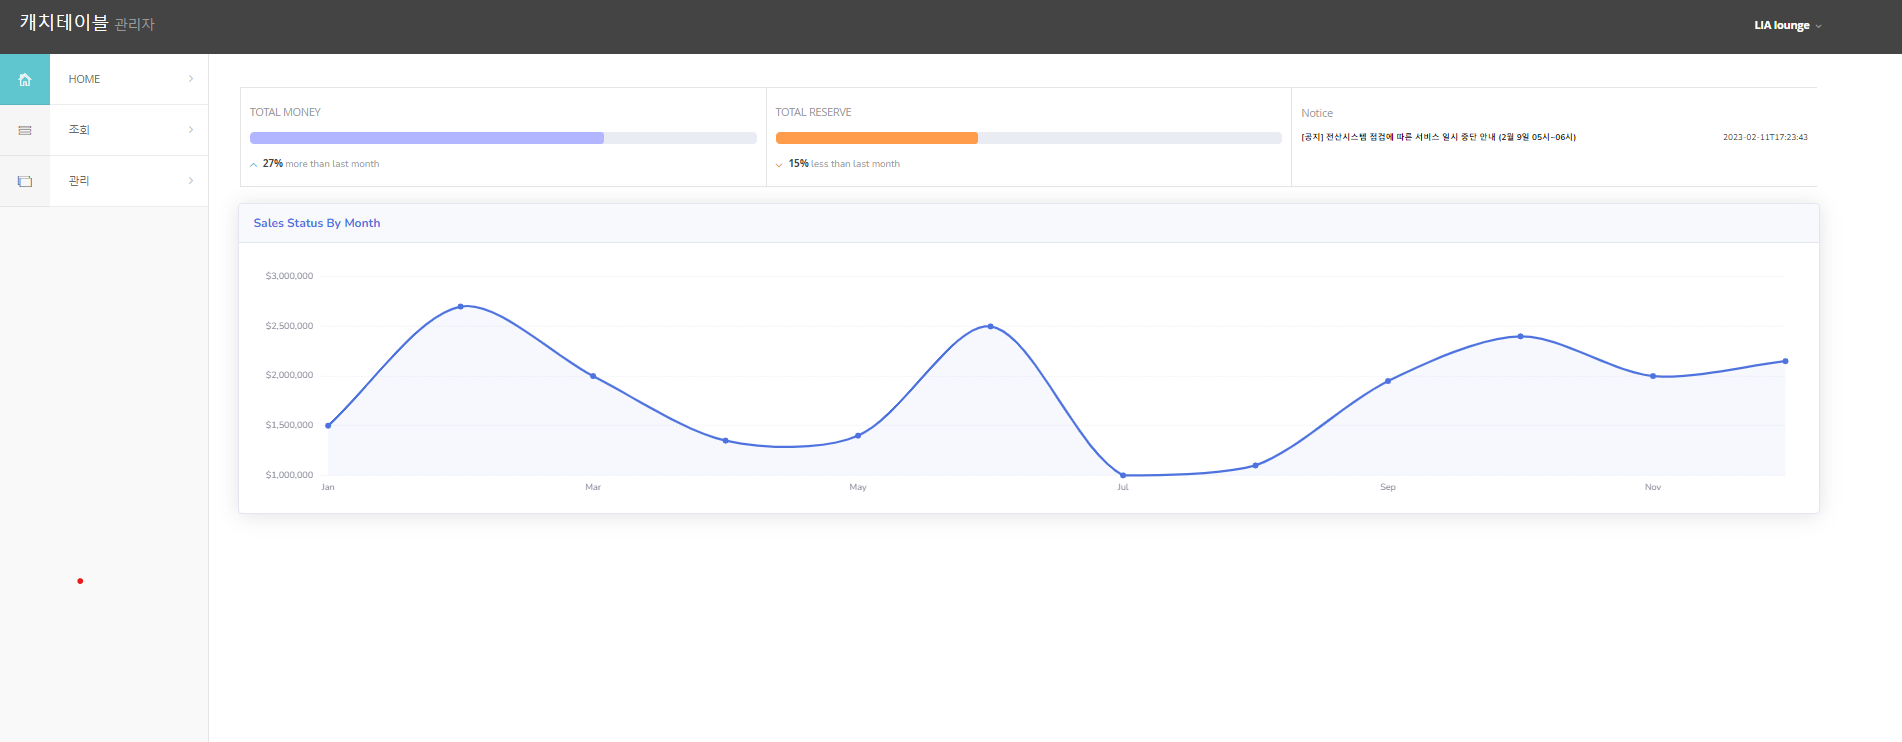 캐치테이블 관리자
LIA lounge
HOME
조회
관리
TOTAL MONEY
27% more than last month
TOTAL RESERVE
15% less than last month
Notice
[공지] 전산시스템 점검에 따른 서비스 일시 중단 안내 (2월 9일 05시~06시)
2023-02-11T17:23:43
Sales Status By Month
$3,000,000
$2,500,000
$2,000,000
$1,500,000
$1,000,000
Jan Mar May Jul Sep Nov